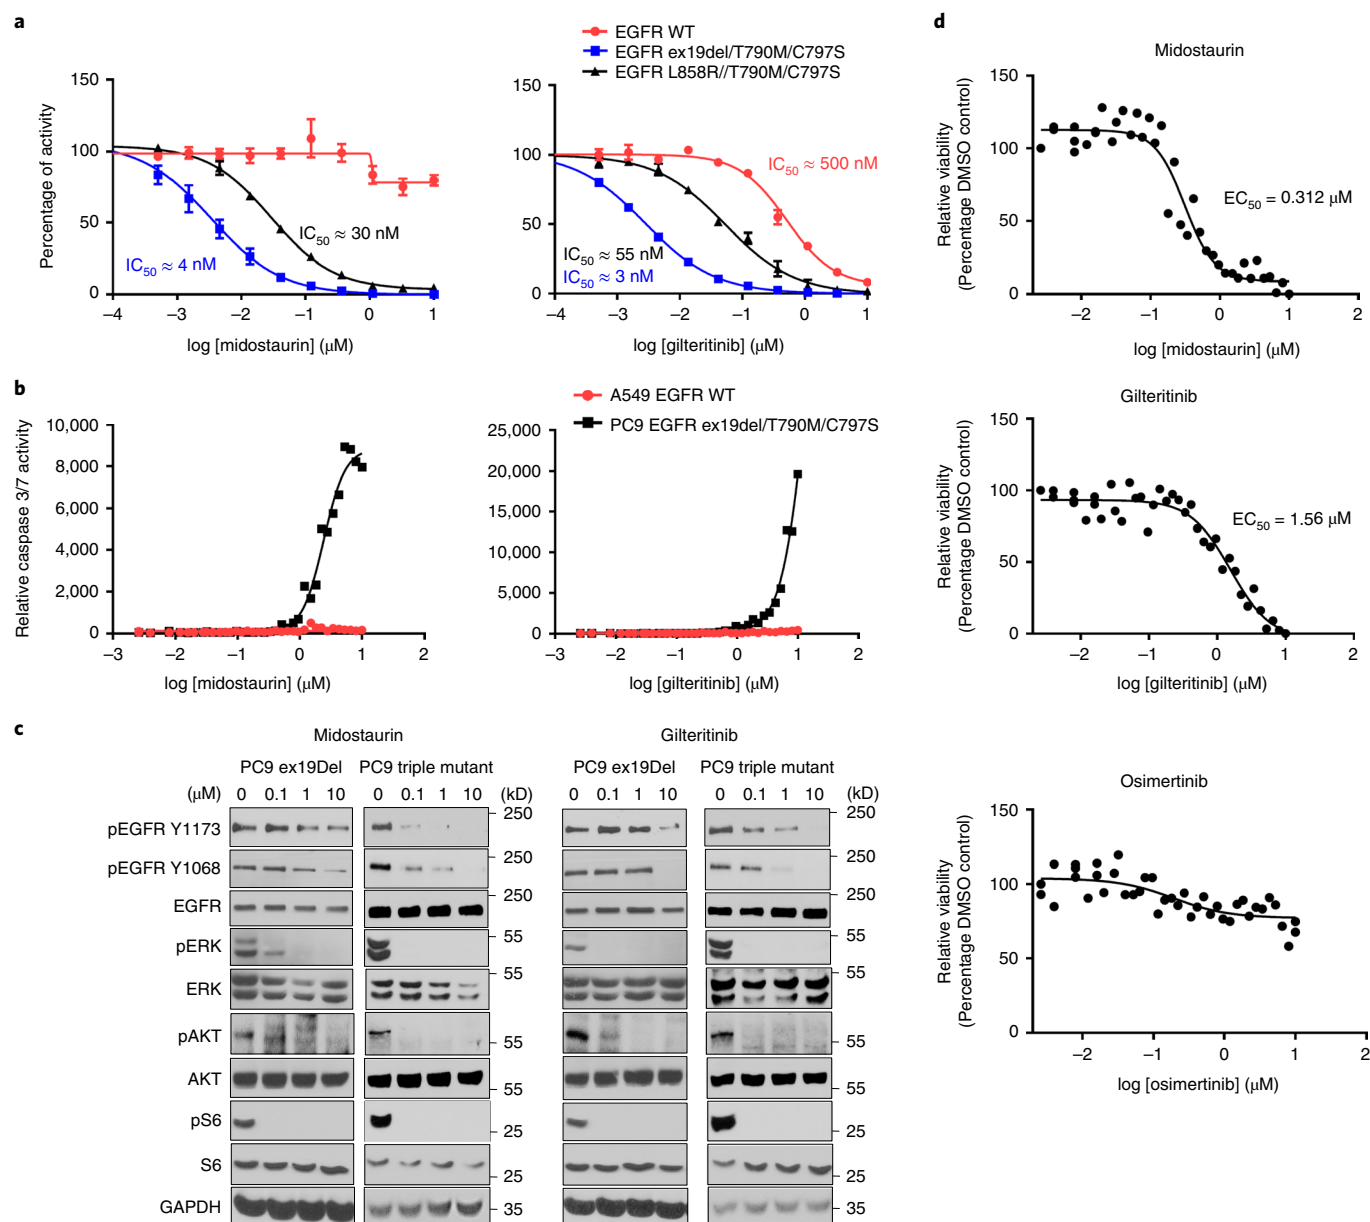 a
EGFR WT
EGFR ex19del/T790M/C797S
EGFR L858R//T790M/C797S
Percentage of activity
150
100
50
0
IC50 ≈ 30 nM
IC50 ≈ 4 nM
–4 –3 –2 –1 0 1
log [midostaurin] (μM)
150
100
50
0
IC50 ≈ 500 nM
IC50 ≈ 55 nM
IC50 ≈ 3 nM
–4 –3 –2 –1 0 1
log [gilteritinib] (μM)
b
A549 EGFR WT
PC9 EGFR ex19del/T790M/C797S
Relative caspase 3/7 activity
10,000
8,000
6,000
4,000
2,000
0
–3 –2 –1 0 1 2
log [midostaurin] (μM)
25,000
20,000
15,000
10,000
5,000
0
–3 –2 –1 0 1 2
log [gilteritinib] (μM)
c
Midostaurin Gilteritinib
PC9 ex19Del PC9 triple mutant PC9 ex19Del PC9 triple mutant
(μM) 0 0.1 1 10 0 0.1 1 10 (kD) 0 0.1 1 10 0 0.1 1 10 (kD)
pEGFR Y1173 250 250
pEGFR Y1068 250 250
EGFR
pERK 55 55
ERK 55 55
pAKT 55 55
AKT 55 55
pS6 25 25
S6 25 25
GAPDH 35 35
d
Midostaurin
Relative viability
(Percentage DMSO control)
150
100
50
0
EC50 = 0.312 μM
–2 –1 0 1 2
log [midostaurin] (μM)
Gilteritinib
Relative viability
(Percentage DMSO control)
150
100
50
0
EC50 = 1.56 μM
–2 –1 0 1 2
log [gilteritinib] (μM)
Osimertinib
Relative viability
(Percentage DMSO control)
150
100
50
0
–2 –1 0 1 2
log [osimertinib] (μM)